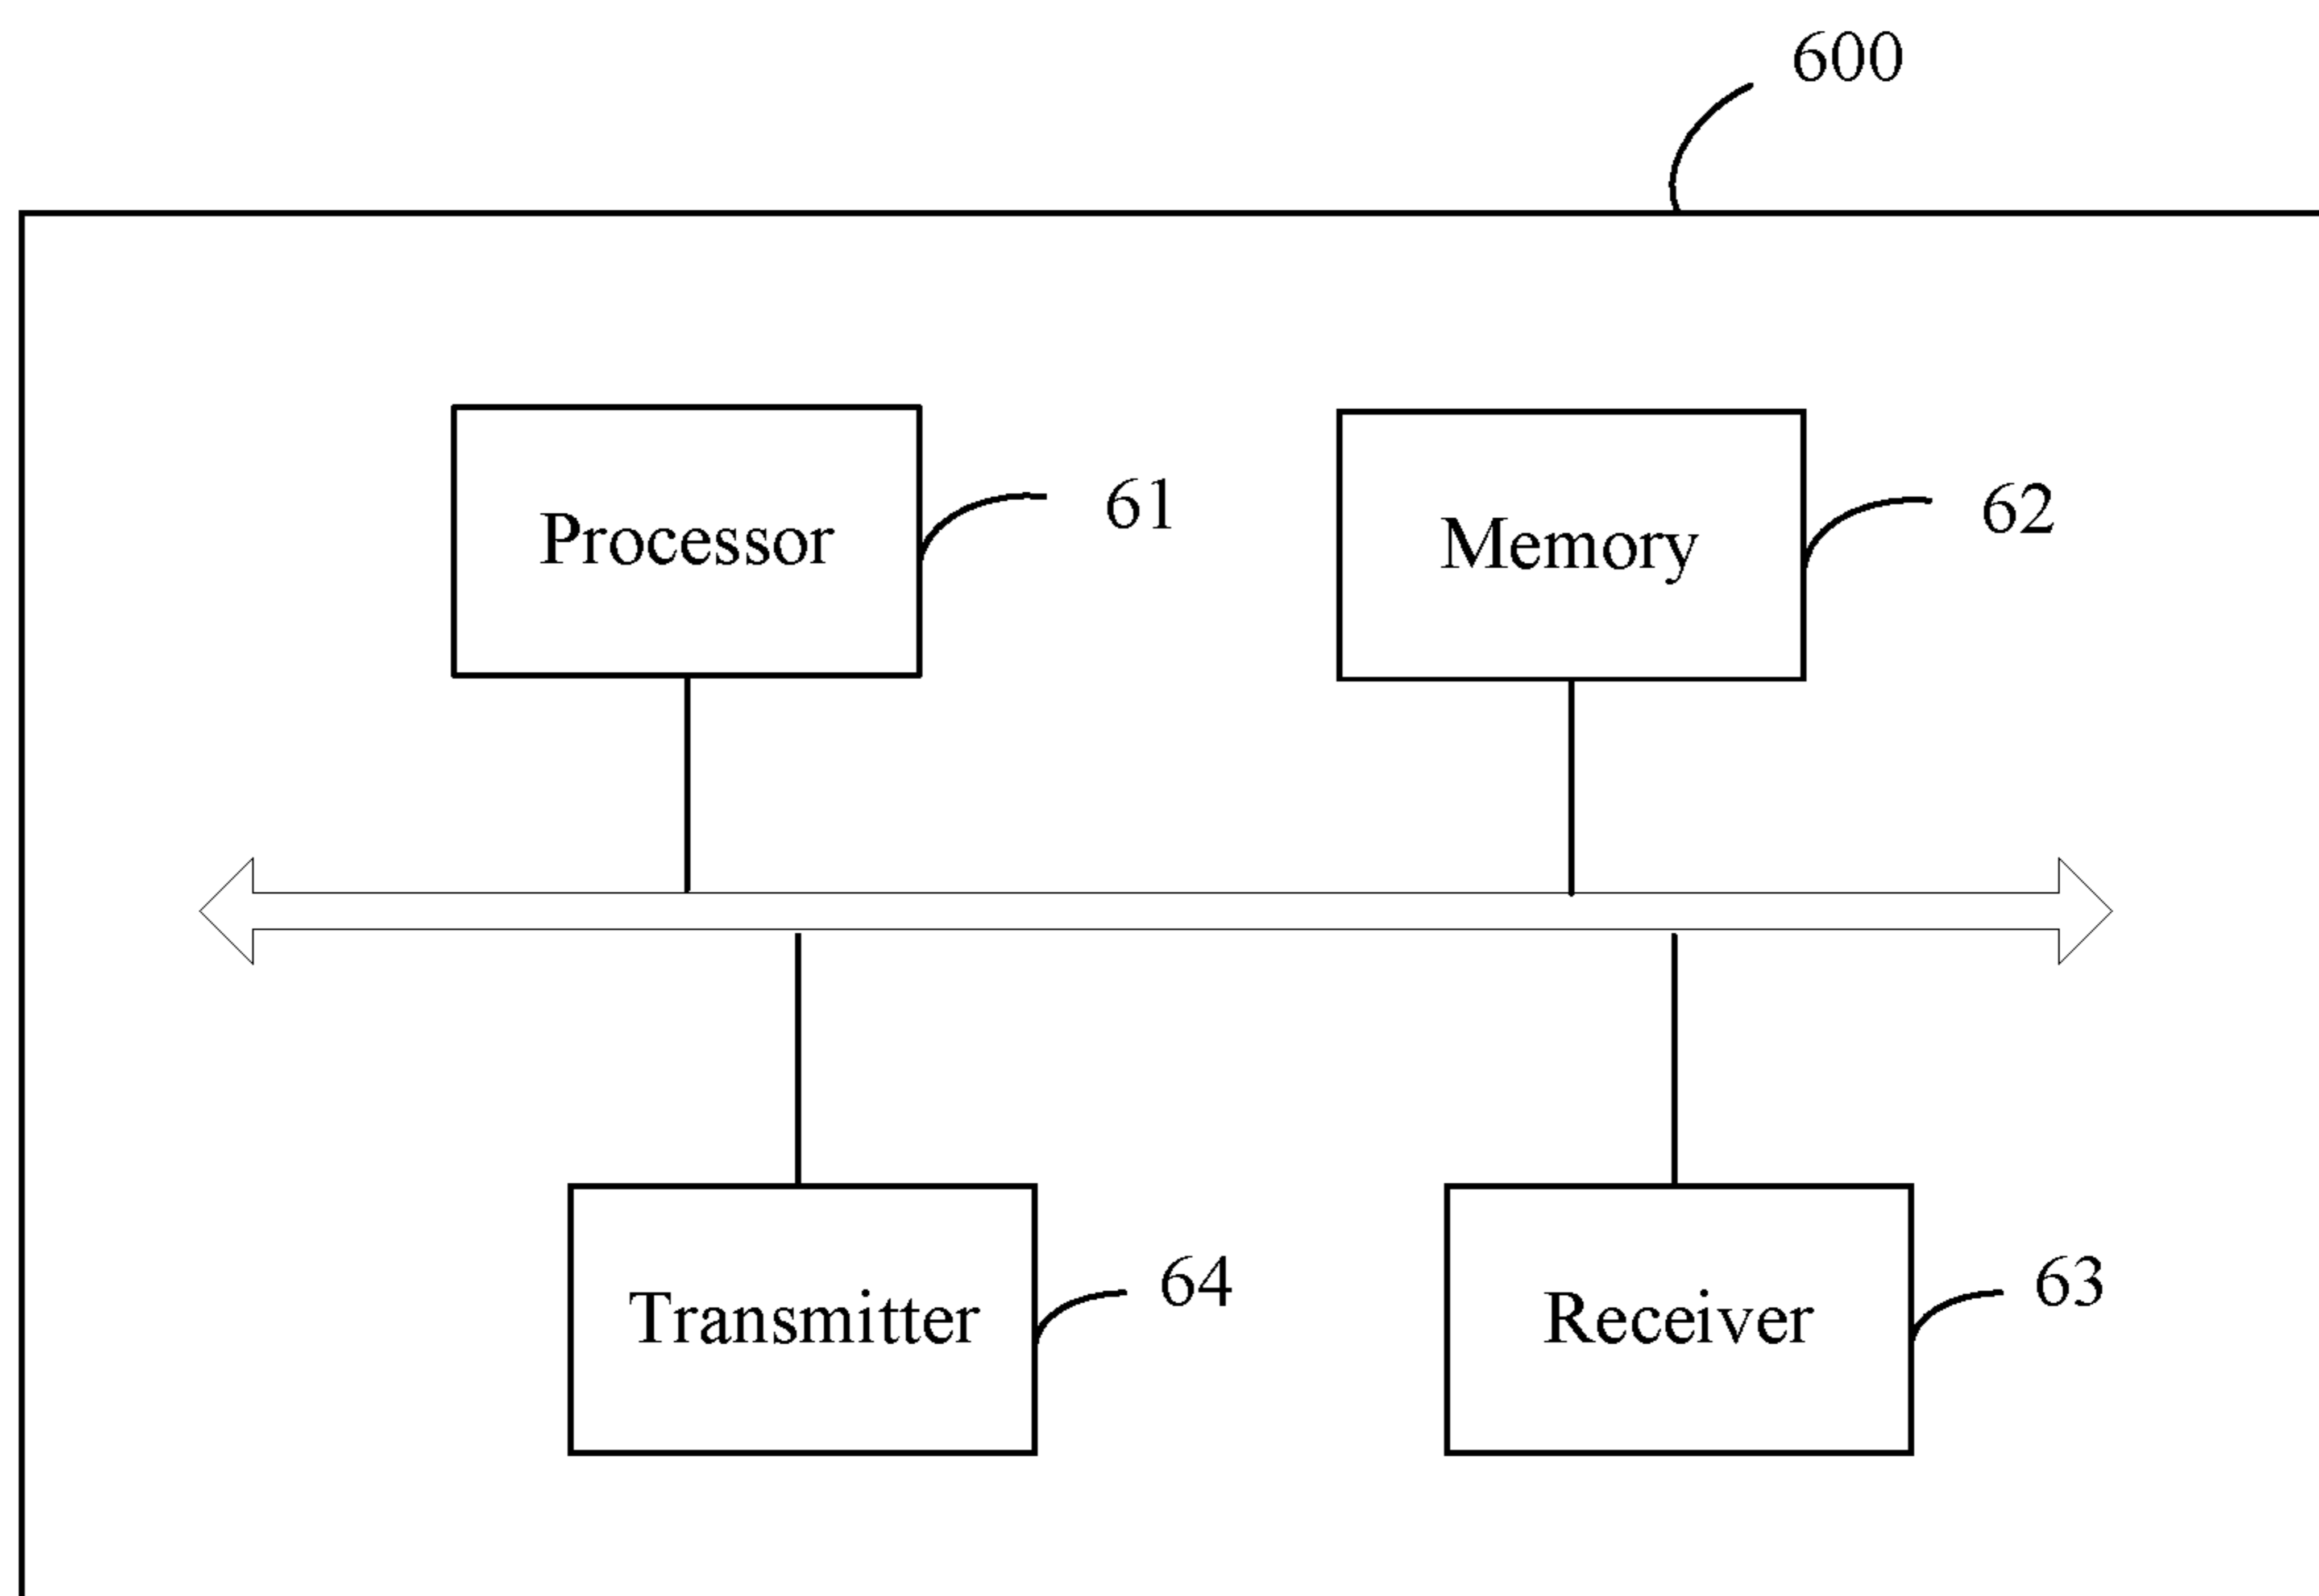 600
Processor
61
Memory
62
Transmitter
64
Receiver
63